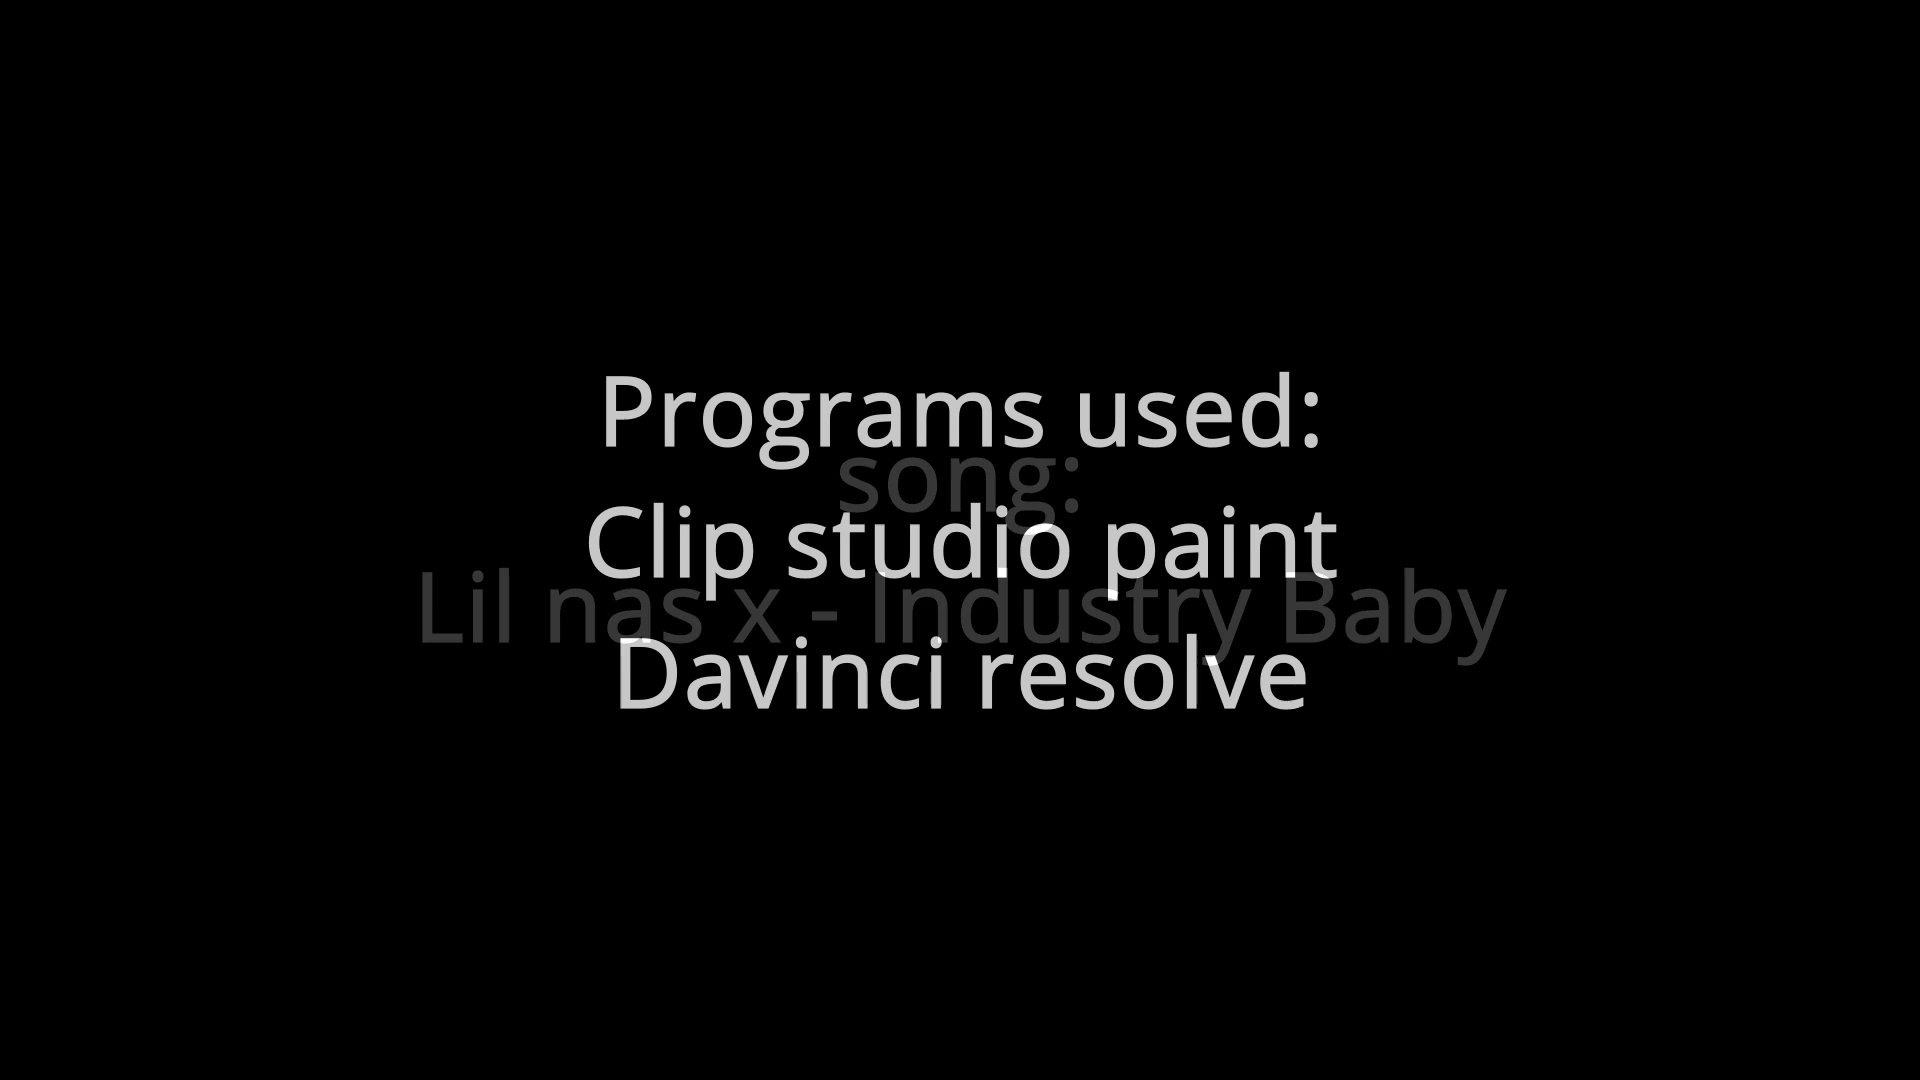 Programs used:
song:
Clip studio paint
Lil nas x - Industry Baby
Davinci resolve